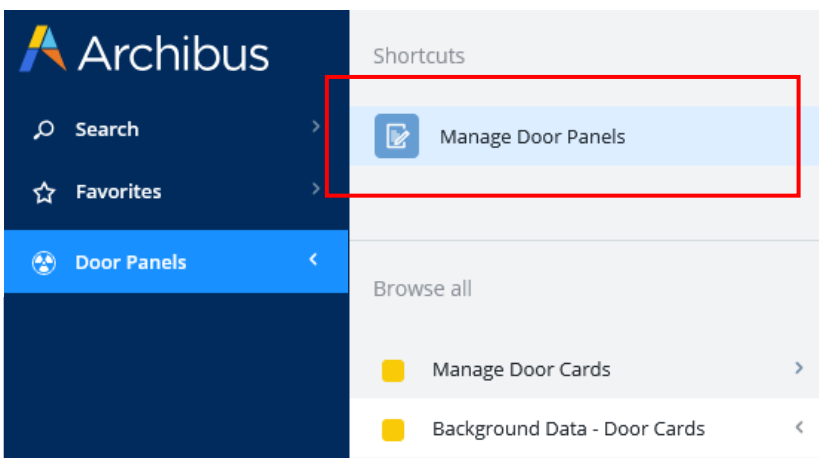 Archibus
Search
Favorites
Door Panels
Shortcuts
Manage Door Panels
Browse all
Manage Door Cards
Background Data - Door Cards